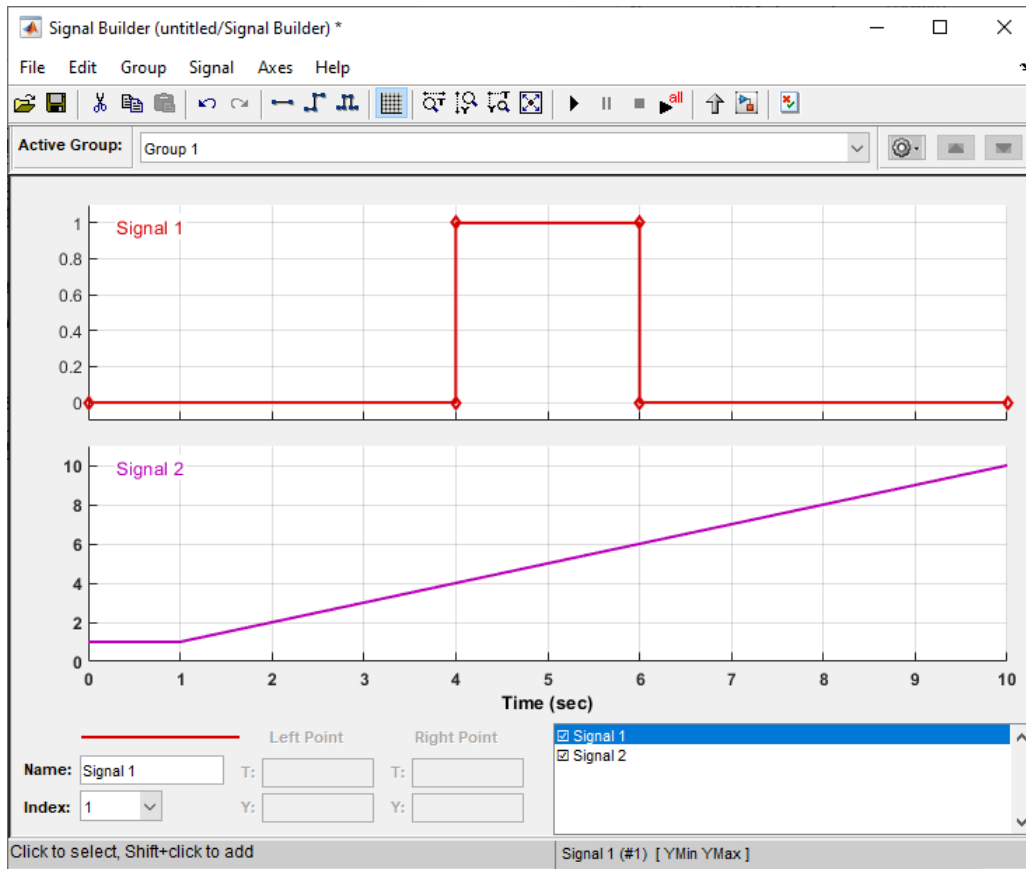 Signal Builder (untitled/Signal Builder) *
File Edit Group Signal Axes Help
all
Active Group: Group 1
Signal 1
1
0.8
0.6
0.4
0.2
0
Signal 2
10
8
6
4
2
0
0 1 2 3 4 5 6 7 8 9 10
Time (sec)
Left Point Right Point
Name: Signal 1 T: T:
Index: 1 Y: Y:
Signal 1
Signal 2
Click to select, Shift+click to add
Signal 1 (#1) [ YMin YMax ]